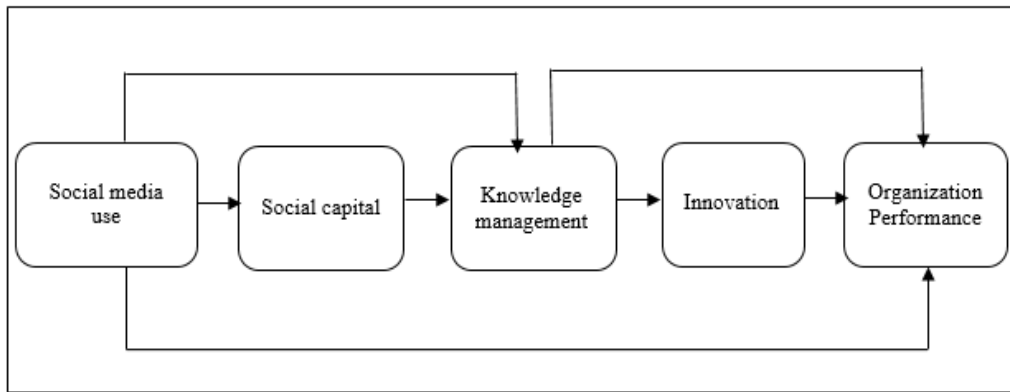 Social media
use
Social capital
Knowledge
management
Innovation
Organization
Performance